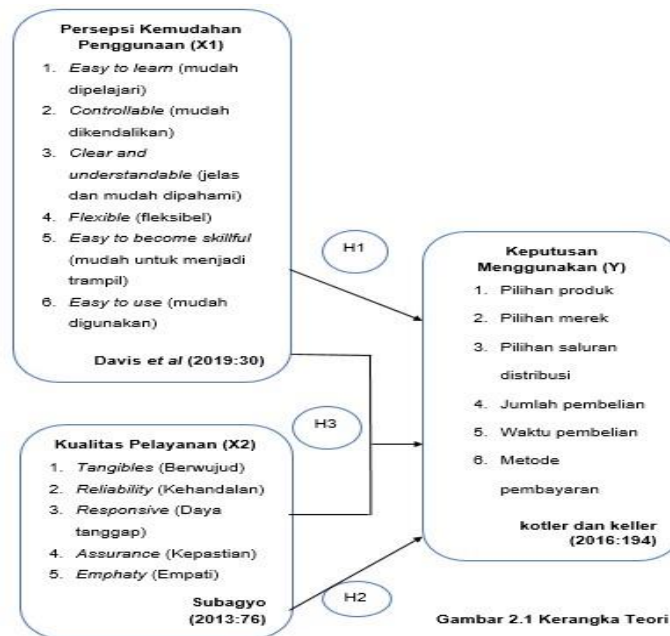 Persepsi Kemudahan
Penggunaan (X1)
1. Easy to learn (mudah
dipelajari)
2. Controllable (mudah
dikendalikan)
3. Clear and
understandable (jelas
dan mudah dipahami)
4. Flexible (fleksibel)
5. Easy to become skillful
(mudah untuk menjadi
trampil)
6. Easy to use (mudah
digunakan)
Davis et al (2019:30)
H1
H3
Kualitas Pelayanan (X2)
1. Tangibles (Berwujud)
2. Reliability (Kehandalan)
3. Responsive (Daya
tanggap)
4. Assurance (Kepastian)
5. Emphaty (Empati)
Subagyo
(2013:76)
H2
Keputusan
Menggunakan (Y)
1. Pilihan produk
2. Pilihan merek
3. Pilihan saluran
distribusi
4. Jumlah pembelian
5. Waktu pembelian
6. Metode
pembayaran
kotler dan keller
(2016:194)
Gambar 2.1 Kerangka Teori